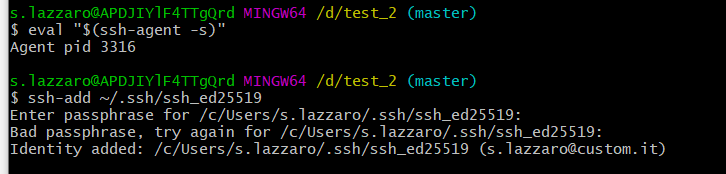 s.lazzaro@APDJIYlF4TTgQrd MINGW64 /d/test_2 (master)
$ eval "$(ssh-agent -s)"
Agent pid 3316
s.lazzaro@APDJIYlF4TTgQrd MINGW64 /d/test_2 (master)
$ ssh-add ~/.ssh/ssh_ed25519
Enter passphrase for /c/Users/s.lazzaro/.ssh/ssh_ed25519:
Bad passphrase, try again for /c/Users/s.lazzaro/.ssh/ssh_ed25519:
Identity added: /c/Users/s.lazzaro/.ssh/ssh_ed25519 (s.lazzaro@custom.it)